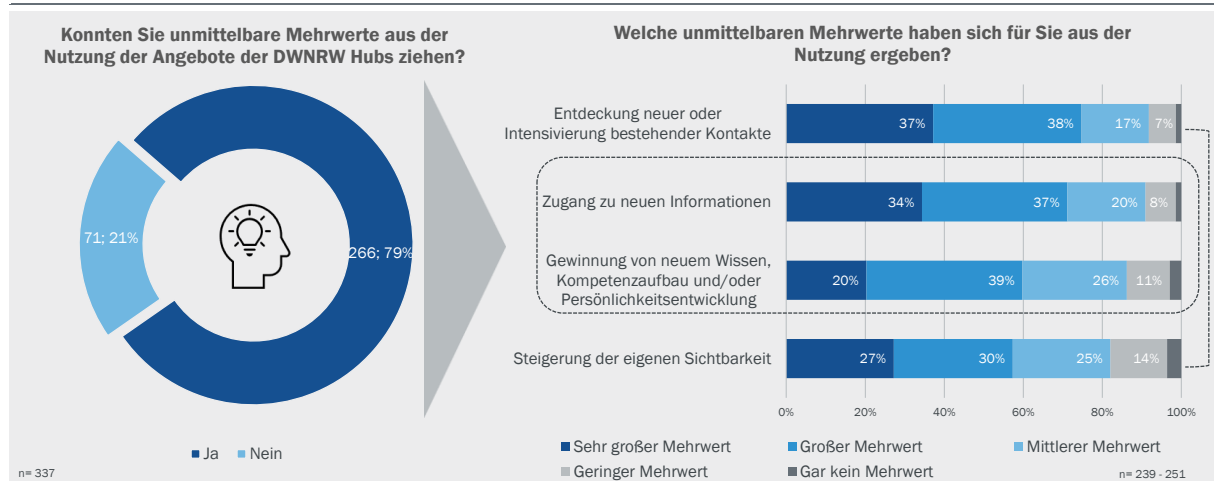 Konnten Sie unmittelbare Mehrwerte aus der
Nutzung der Angebote der DWNRW Hubs ziehen?
71; 21%
266; 79%
Ja Nein
n= 337
Welche unmittelbaren Mehrwerte haben sich für Sie aus der
Nutzung ergeben?
Entdeckung neuer oder
Intensivierung bestehender Kontakte
37% 38% 17% 7%
Zugang zu neuen Informationen
34% 37% 20% 8%
Gewinnung von neuem Wissen,
Kompetenzaufbau und/oder
Persönlichkeitsentwicklung
20% 39% 26% 11%
Steigerung der eigenen Sichtbarkeit
27% 30% 25% 14%
0% 20% 40% 60% 80% 100%
Sehr großer Mehrwert Großer Mehrwert Mittlerer Mehrwert
Geringer Mehrwert Gar kein Mehrwert
n= 239 - 251